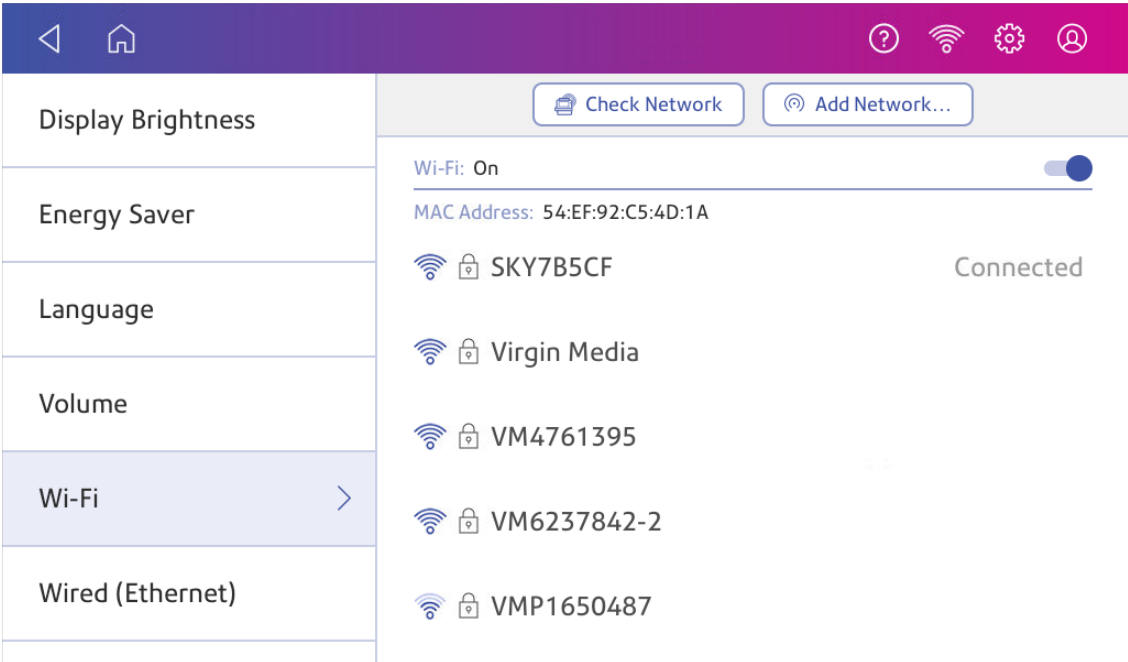 Check Network
Add Network...
Display Brightness
Energy Saver
Language
Volume
Wi-Fi
Wired (Ethernet)
Wi-Fi: On
MAC Address: 54:EF:92:C5:4D:1A
SKY7B5CF Connected
Virgin Media
VM4761395
VM6237842-2
VMP1650487